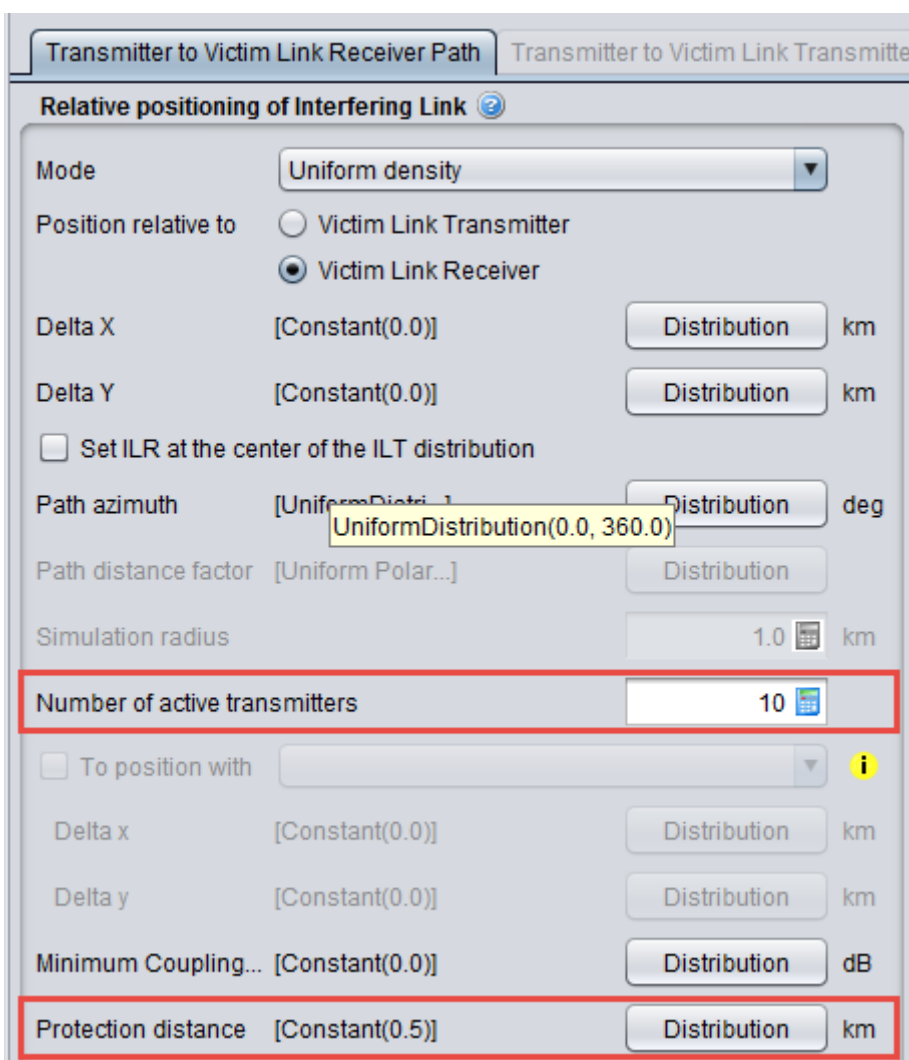 Transmitter to Victim Link Receiver Path Transmitter to Victim Link Transmitte
Relative positioning of Interfering Link ?
Mode Uniform density
Position relative to Victim Link Transmitter
Victim Link Receiver
Delta X [Constant(0.0)] Distribution km
Delta Y [Constant(0.0)] Distribution km
Set ILR at the center of the ILT distribution
Path azimuth [UniformDistri...] Distribution deg
UniformDistribution(0.0, 360.0)
Path distance factor [Uniform Polar...] Distribution
Simulation radius 1.0 km
Number of active transmitters 10
To position with i
Delta x [Constant(0.0)] Distribution km
Delta y [Constant(0.0)] Distribution km
Minimum Coupling... [Constant(0.0)] Distribution dB
Protection distance [Constant(0.5)] Distribution km